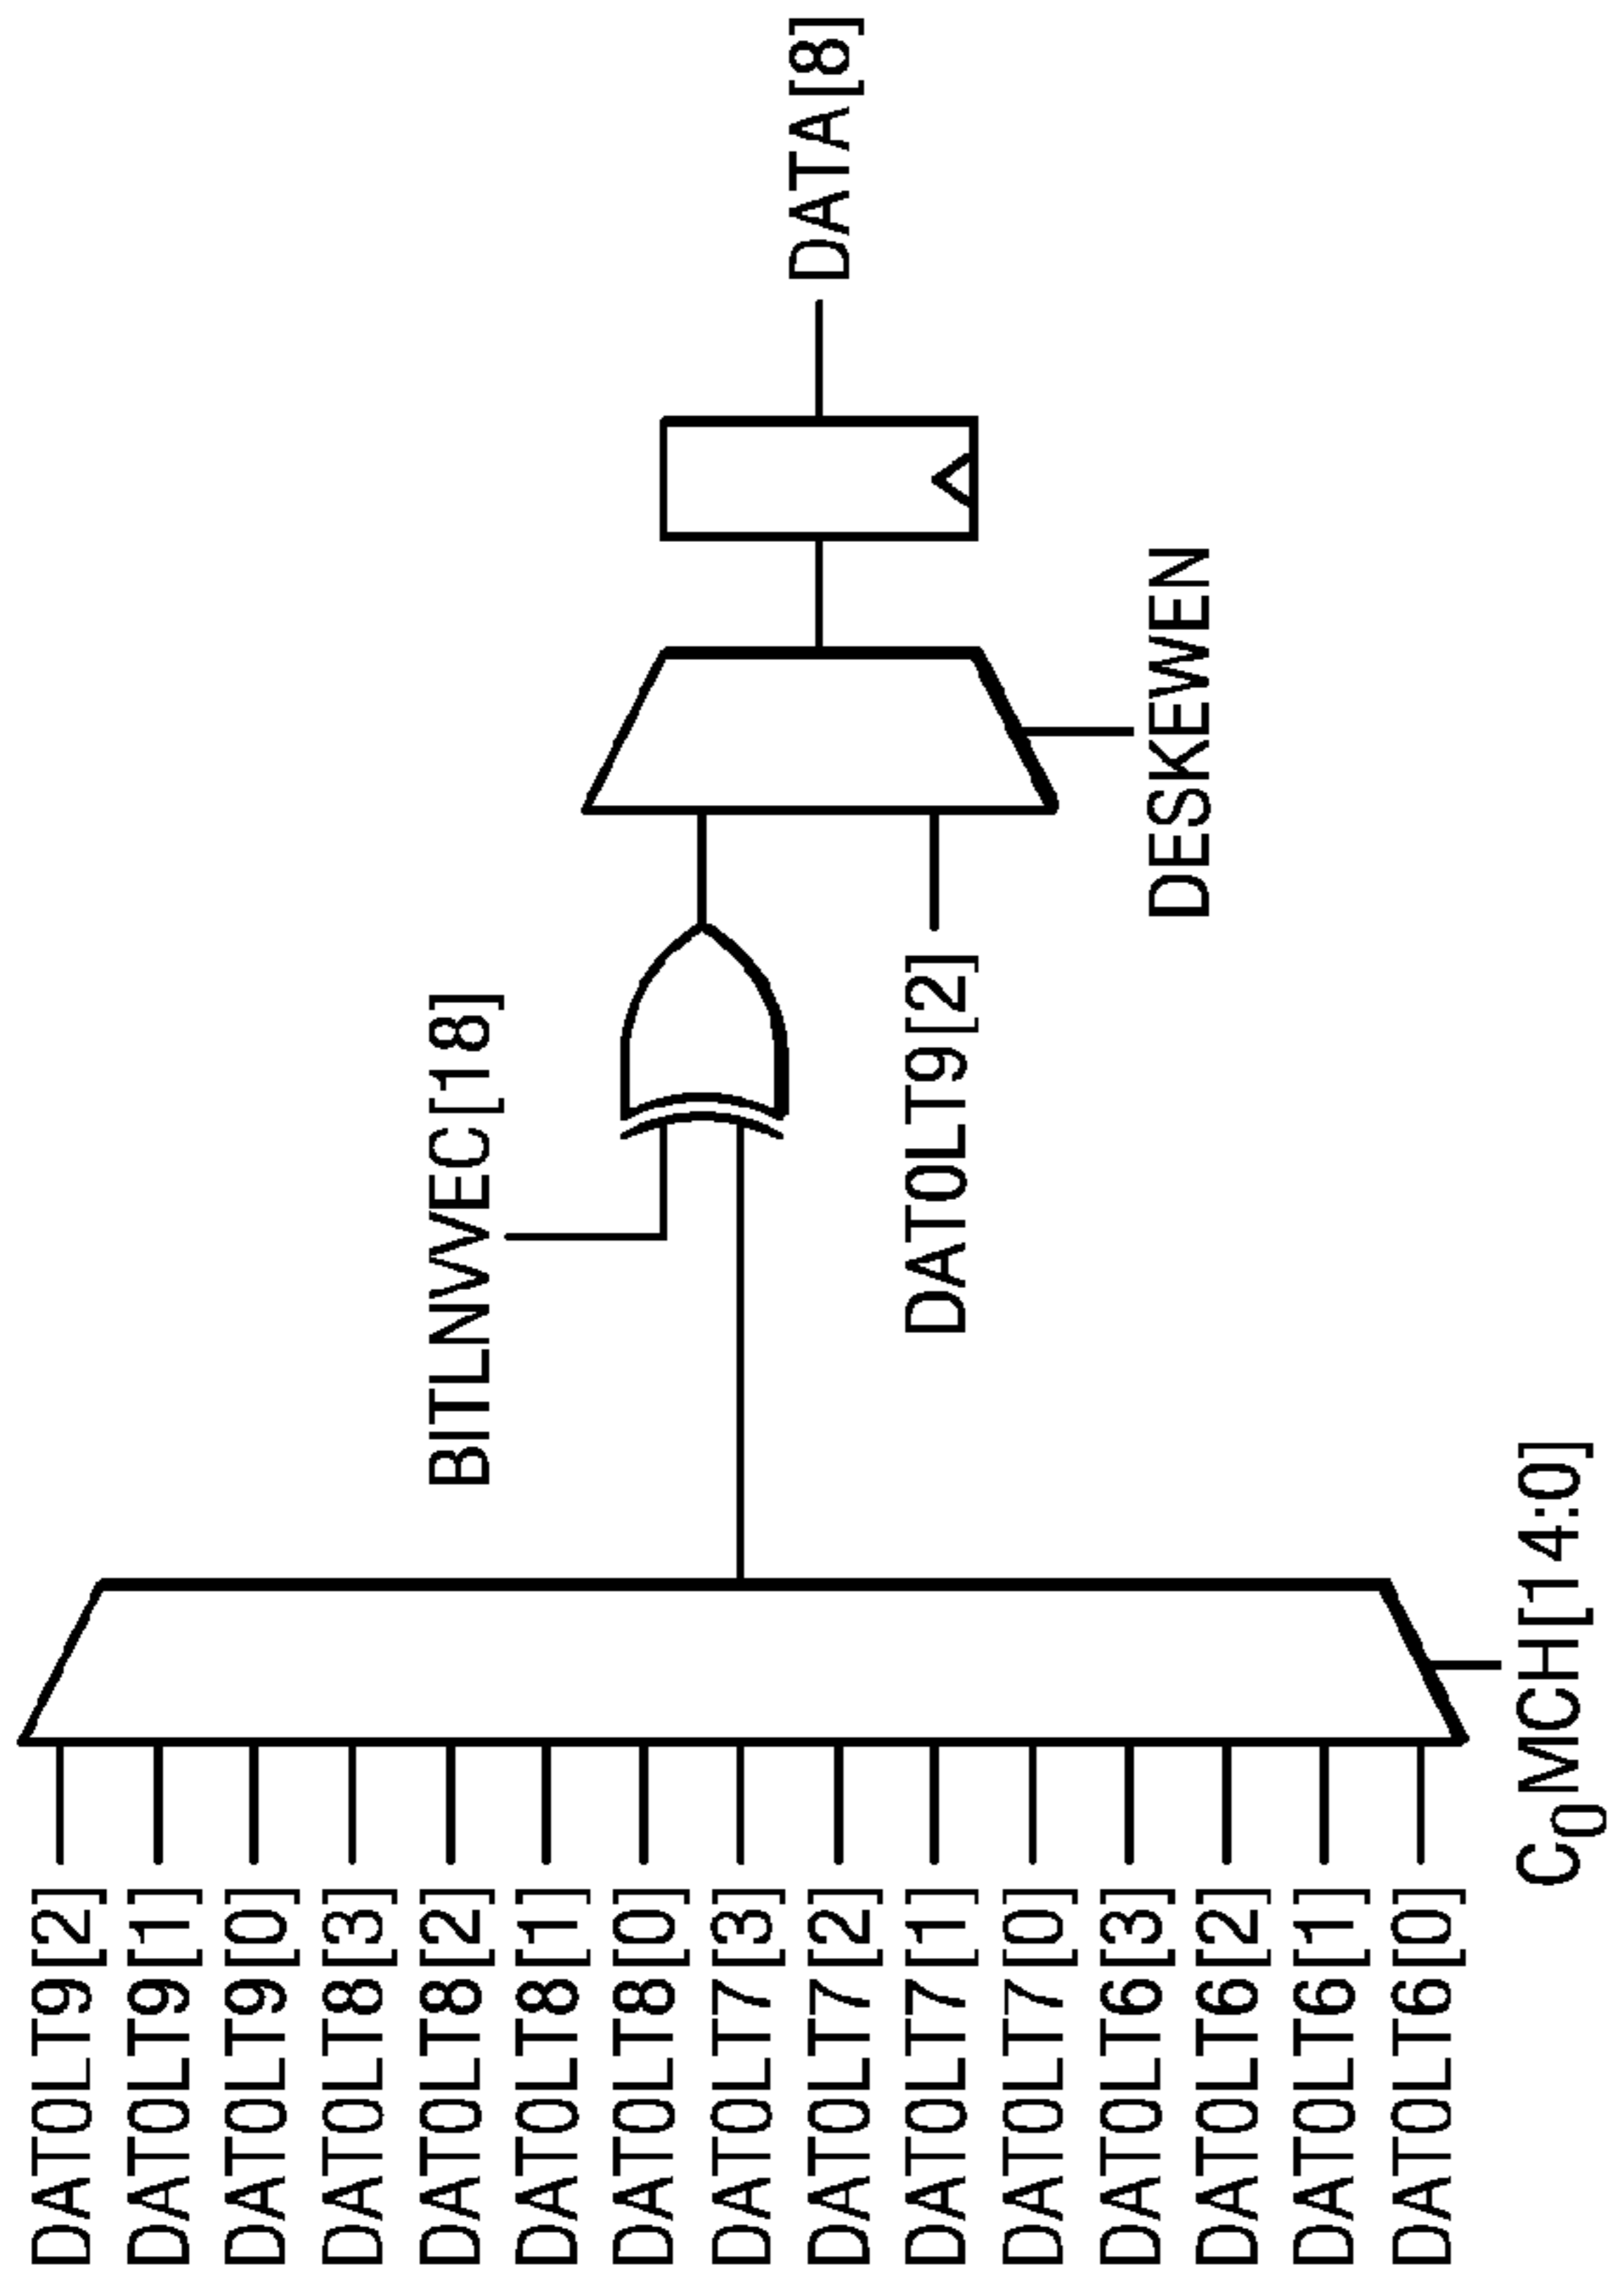 DAT0LT9[2]
DAT0LT9[1]
DAT0LT9[0]
DAT0LT8[3]
DAT0LT8[2]
DAT0LT8[1]
DAT0LT8[0]
DAT0LT7[3]
DAT0LT7[2]
DAT0LT7[1]
DAT0LT7[0]
DAT0LT6[3]
DAT0LT6[2]
DAT0LT6[1]
DAT0LT6[0]
C0MCH[14:0]
BITLNVVEC[18]
DAT0LT9[2]
DESKEWEN
DATA[8]